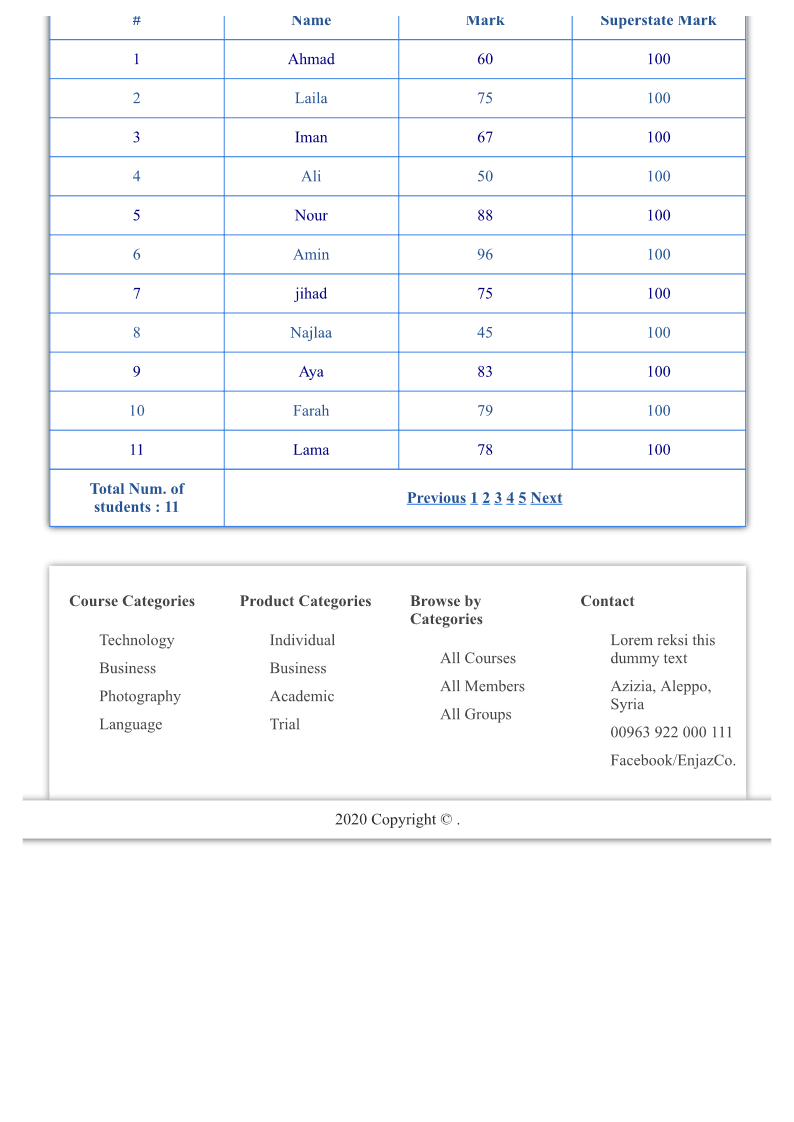 # Name Mark Superstate Mark
1 Ahmad 60 100
2 Laila 75 100
3 Iman 67 100
4 Ali 50 100
5 Nour 88 100
6 Amin 96 100
7 jihad 75 100
8 Najlaa 45 100
9 Aya 83 100
10 Farah 79 100
11 Lama 78 100
Total Num. of
students : 11
Previous 1 2 3 4 5 Next
Course Categories
Technology
Business
Photography
Language
Product Categories
Individual
Business
Academic
Trial
Browse by
Categories
All Courses
All Members
All Groups
Contact
Lorem reksi this
dummy text
Azizia, Aleppo,
Syria
00963 922 000 111
Facebook/EnjazCo.
2020 Copyright © .